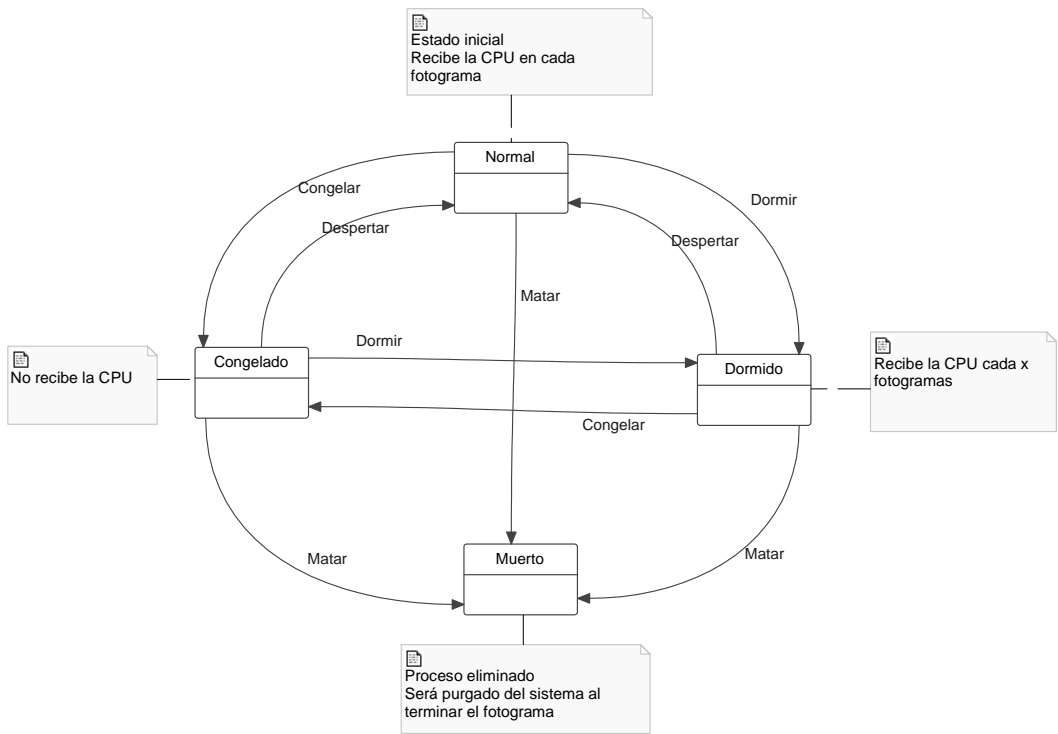 Estado inicial
Recibe la CPU en cada
fotograma
Normal
Congelar
Dormir
Despertar
Despertar
Matar
Dormir
No recibe la CPU
Congelado
Dormido
Recibe la CPU cada x
fotogramas
Congelar
Matar
Muerto
Matar
Proceso eliminado
Será purgado del sistema al
terminar el fotograma